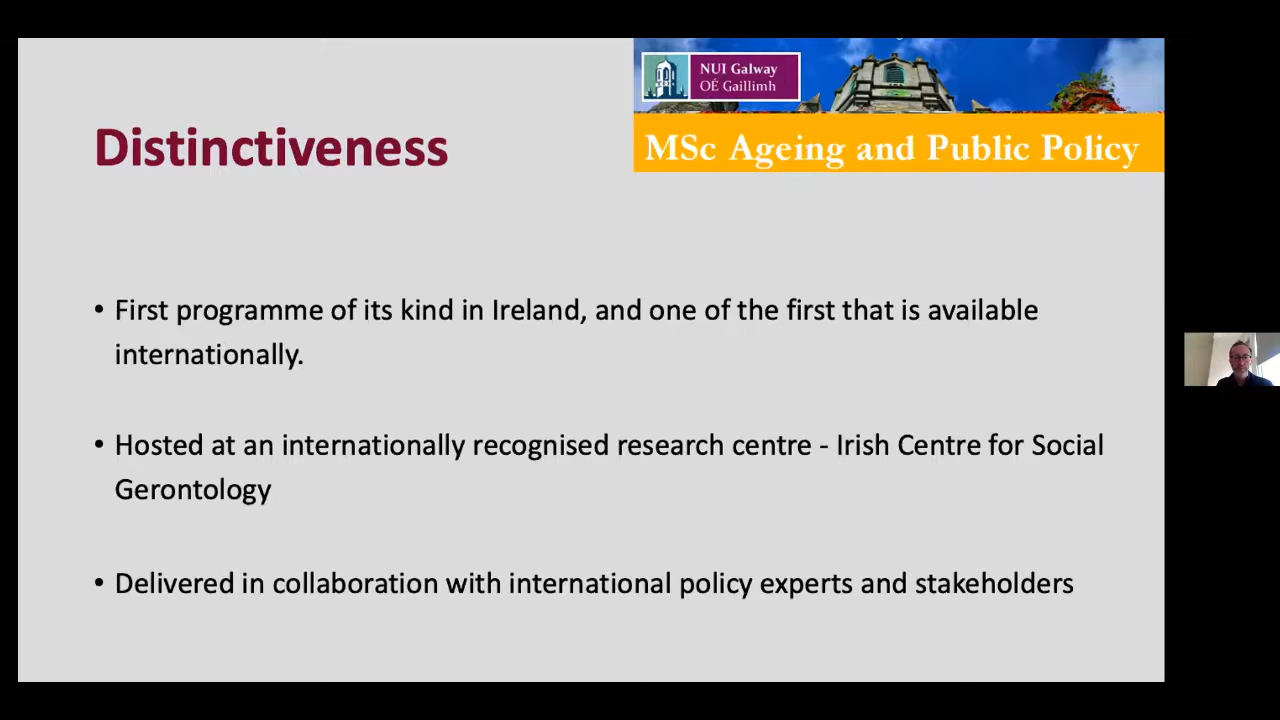 NUI Galway
OÉ Gaillimh
MSc Ageing and Public Policy
Distinctiveness
• First programme of its kind in Ireland, and one of the first that is available
internationally.
• Hosted at an internationally recognised research centre - Irish Centre for Social
Gerontology
• Delivered in collaboration with international policy experts and stakeholders